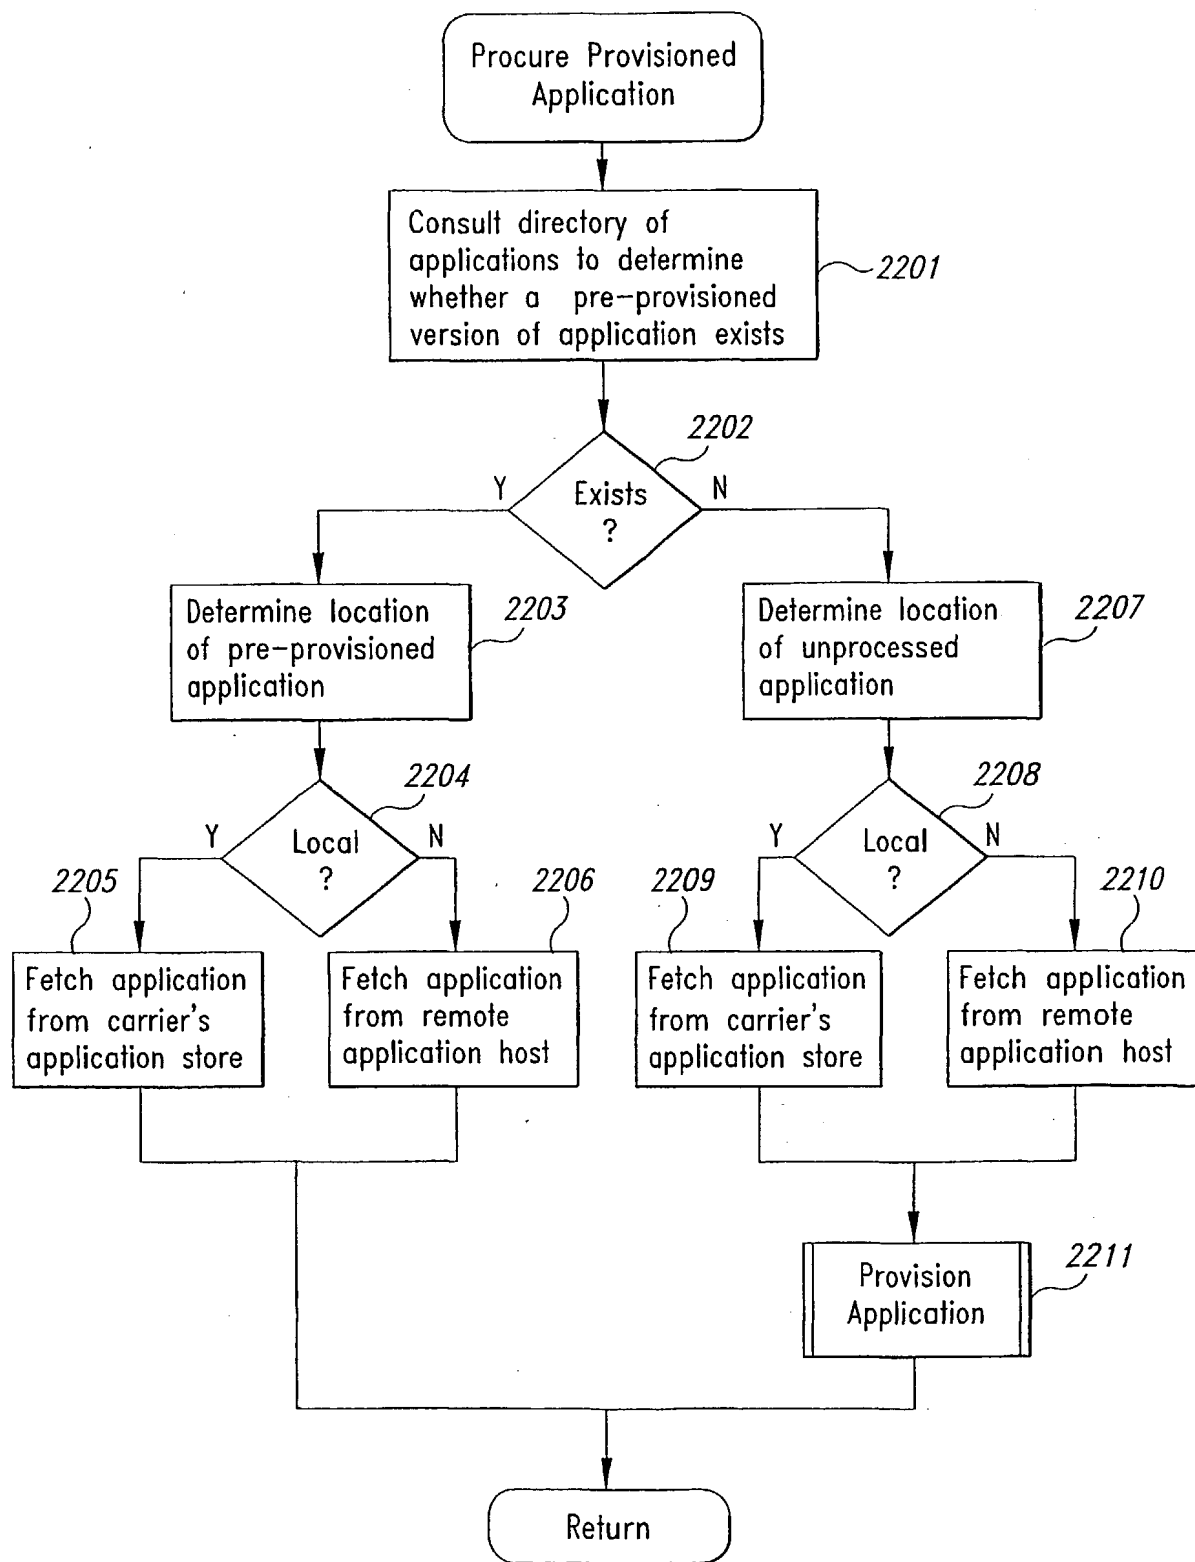 Procure Provisioned
Application
Consult directory of
applications to determine
whether a pre-provisioned
version of application exists
2201
2202
Y
Exists
?
N
Determine location
of pre-provisioned
application
2203
Determine location
of unprocessed
application
2207
2204
Y
Local
?
N
2208
Y
Local
?
N
2205
Fetch application
from carrier's
application store
2206
Fetch application
from remote
application host
2209
Fetch application
from carrier's
application store
2210
Fetch application
from remote
application host
Provision
Application
2211
Return